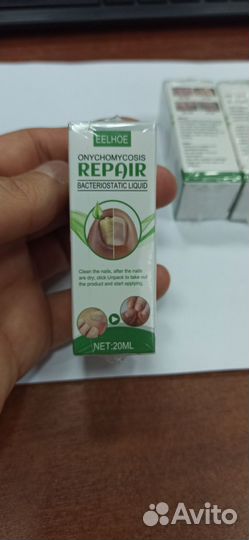 EELHOE
ONYCHOMYCOSIS
REPAIR
BACTERIOSTATIC LIQUID
Clean the nails, after the nails
are dry, click Unpack to take out
the product and start applying.
NET:20ML
Avito